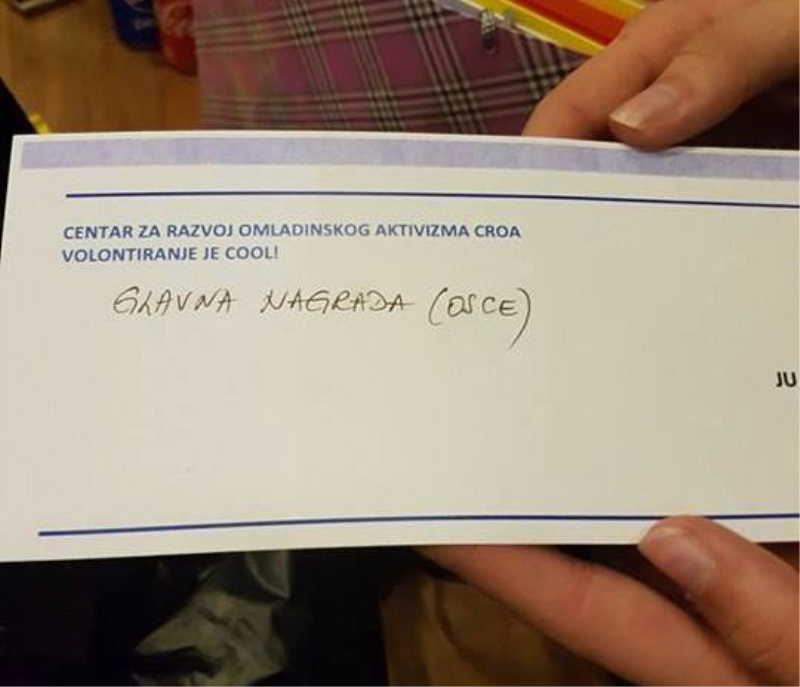 CENTAR ZA RAZVOJ OMLADINSKOG AKTIVIZMA CROA
VOLONTIRANJE JE COOL!
GLAVNA NAGRADA (OSCE)
JU